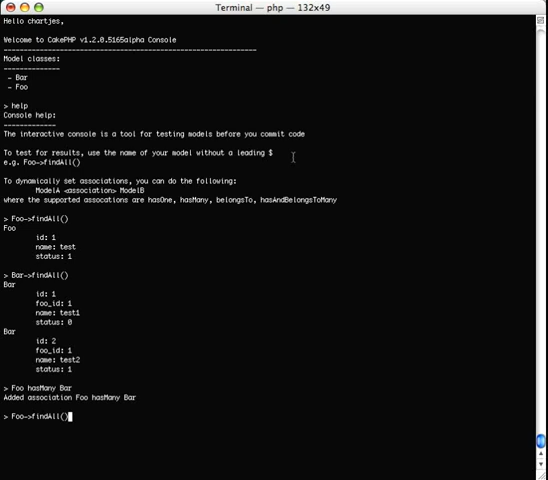 Terminal — php — 132x49
Hello chartjes,
Welcome to CakePHP v1.2.0.5165alpha Console
---------------------------------------------------------------
Model classes:
--------------
- Bar
- Foo
> help
Console help:
-------------
The interactive console is a tool for testing models before you commit code
To test for results, use the name of your model without a leading $
e.g. Foo->findAll()
To dynamically set associations, you can do the following:
ModelA <association> ModelB
where the supported assocations are hasOne, hasMany, belongsTo, hasAndBelongsToMany
> Foo->findAll()
Foo
id: 1
name: test
status: 1
> Bar->findAll()
Bar
id: 1
foo_id: 1
name: test1
status: 0
Bar
id: 2
foo_id: 1
name: test2
status: 1
> Foo hasMany Bar
Added association Foo hasMany Bar
> Foo->findAll()